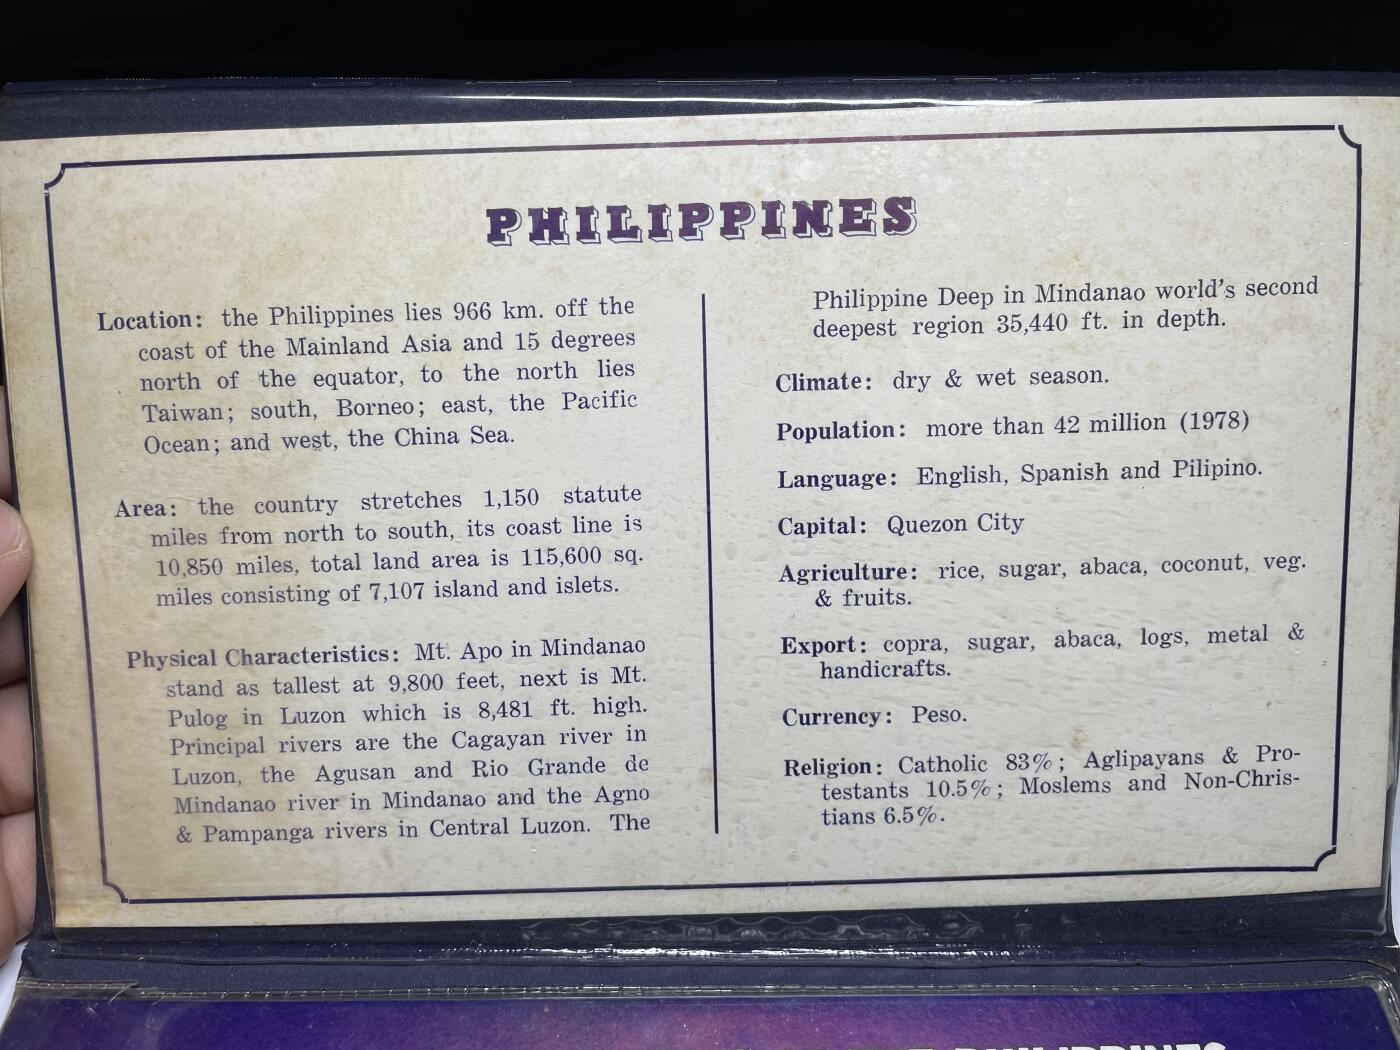 PHILIPPINES
Location: the Philippines lies 966 km. off the
coast of the Mainland Asia and 15 degrees
north of the equator, to the north lies
Taiwan; south, Borneo; east, the Pacific
Ocean; and west, the China Sea.
Area: the country stretches 1,150 statute
miles from north to south, its coast line is
10,850 miles, total land area is 115,600 sq.
miles consisting of 7,107 island and islets.
Physical Characteristics: Mt. Apo in Mindanao
stand as tallest at 9,800 feet, next is Mt.
Pulog in Luzon which is 8,481 ft. high.
Principal rivers are the Cagayan river in
Luzon, the Agusan and Rio Grande de
Mindanao river in Mindanao and the Agno
& Pampanga rivers in Central Luzon. The
Philippine Deep in Mindanao world's second
deepest region 35,440 ft. in depth.
Climate: dry & wet season.
Population: more than 42 million (1978)
Language: English, Spanish and Pilipino.
Capital: Quezon City
Agriculture: rice, sugar, abaca, coconut, veg.
& fruits.
Export: copra, sugar, abaca, logs, metal &
handicrafts.
Currency: Peso.
Religion: Catholic 83%; Aglipayans & Pro-
testants 10.5%; Moslems and Non-Chris-
tians 6.5%.
PHILIPPINES